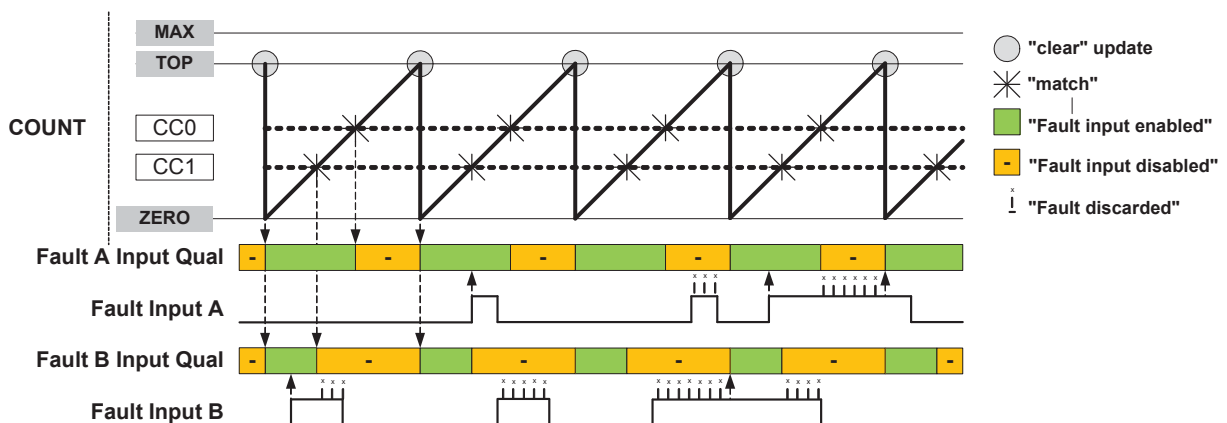 MAX
TOP
COUNT
CC0
CC1
ZERO
"clear" update
"match"
"Fault input enabled"
- "Fault input disabled"
x "Fault discarded"
Fault A Input Qual - - - - -
x x x x x x x x x
Fault Input A
Fault B Input Qual - - - - - -
x x x x x x x x x x x x x x x x x x x
Fault Input B